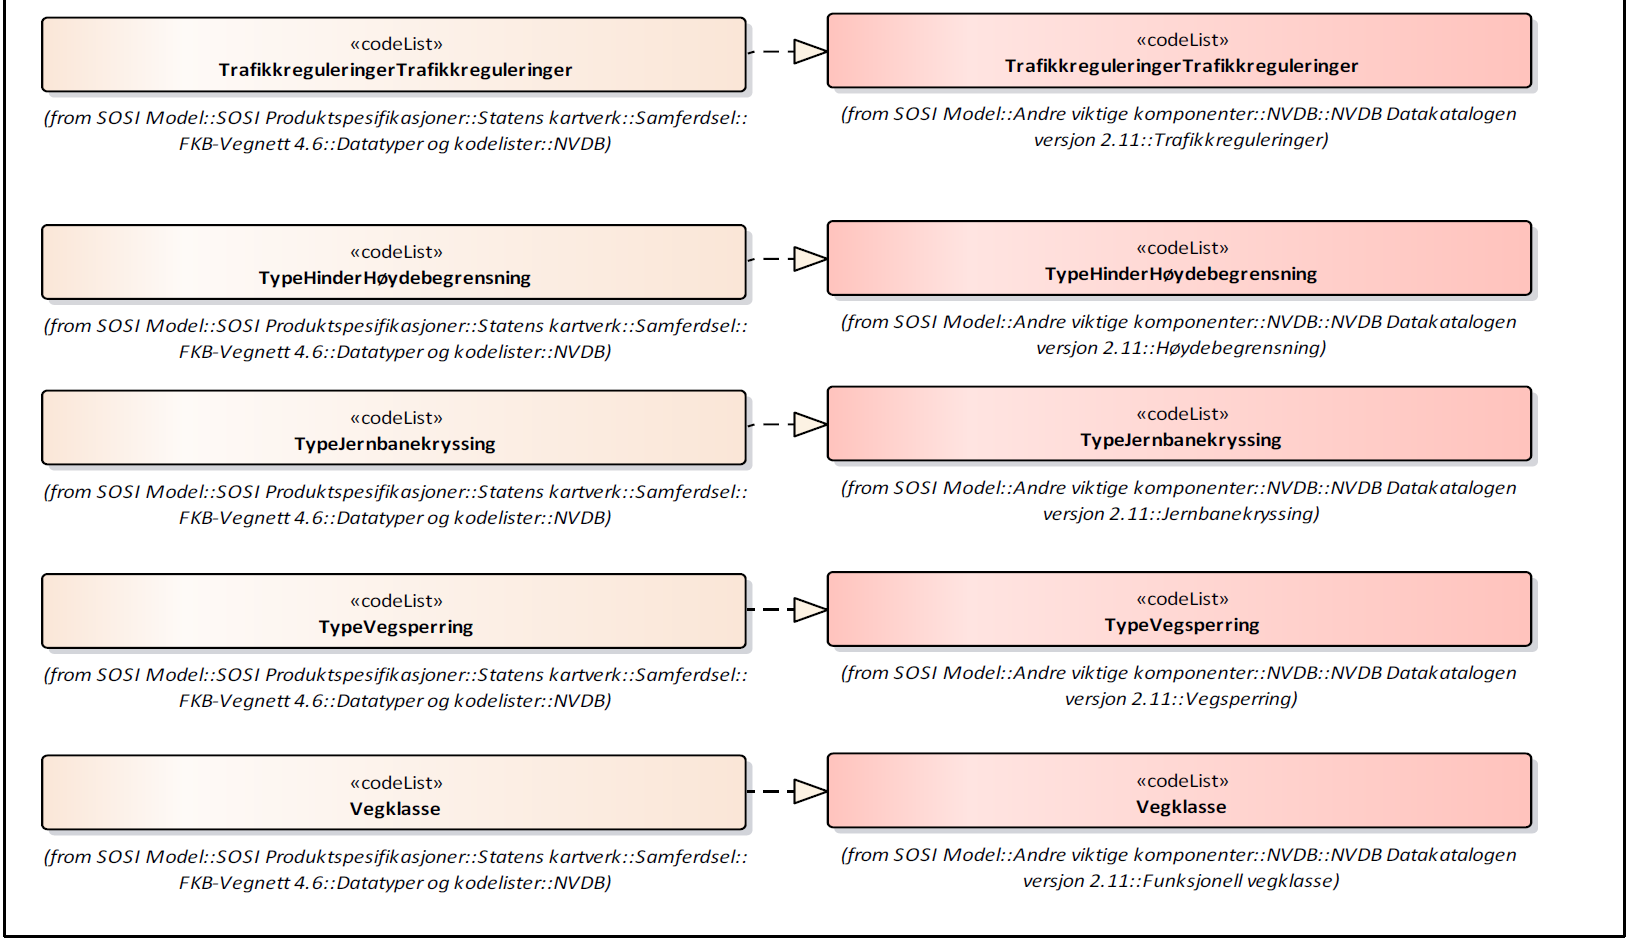 «codeList»
TrafikkreguleringerTrafikkreguleringer
(from SOSI Model::SOSI Produktspesifikasjoner::Statens kartverk::Samferdsel::
FKB-Vegnett 4.6::Datatyper og kodelister::NVDB)
«codeList»
TrafikkreguleringerTrafikkreguleringer
(from SOSI Model::Andre viktige komponenter::NVDB::NVDB Datakatalogen
versjon 2.11::Trafikkreguleringer)
«codeList»
TypeHinderHøydebegrensning
(from SOSI Model::SOSI Produktspesifikasjoner::Statens kartverk::Samferdsel::
FKB-Vegnett 4.6::Datatyper og kodelister::NVDB)
«codeList»
TypeHinderHøydebegrensning
(from SOSI Model::Andre viktige komponenter::NVDB::NVDB Datakatalogen
versjon 2.11::Høydebegrensning)
«codeList»
TypeJernbanekryssing
(from SOSI Model::SOSI Produktspesifikasjoner::Statens kartverk::Samferdsel::
FKB-Vegnett 4.6::Datatyper og kodelister::NVDB)
«codeList»
TypeJernbanekryssing
(from SOSI Model::Andre viktige komponenter::NVDB::NVDB Datakatalogen
versjon 2.11::Jernbanekryssing)
«codeList»
TypeVegsperring
(from SOSI Model::SOSI Produktspesifikasjoner::Statens kartverk::Samferdsel::
FKB-Vegnett 4.6::Datatyper og kodelister::NVDB)
«codeList»
TypeVegsperring
(from SOSI Model::Andre viktige komponenter::NVDB::NVDB Datakatalogen
versjon 2.11::Vegsperring)
«codeList»
Vegklasse
(from SOSI Model::SOSI Produktspesifikasjoner::Statens kartverk::Samferdsel::
FKB-Vegnett 4.6::Datatyper og kodelister::NVDB)
«codeList»
Vegklasse
(from SOSI Model::Andre viktige komponenter::NVDB::NVDB Datakatalogen
versjon 2.11::Funksjonell vegklasse)